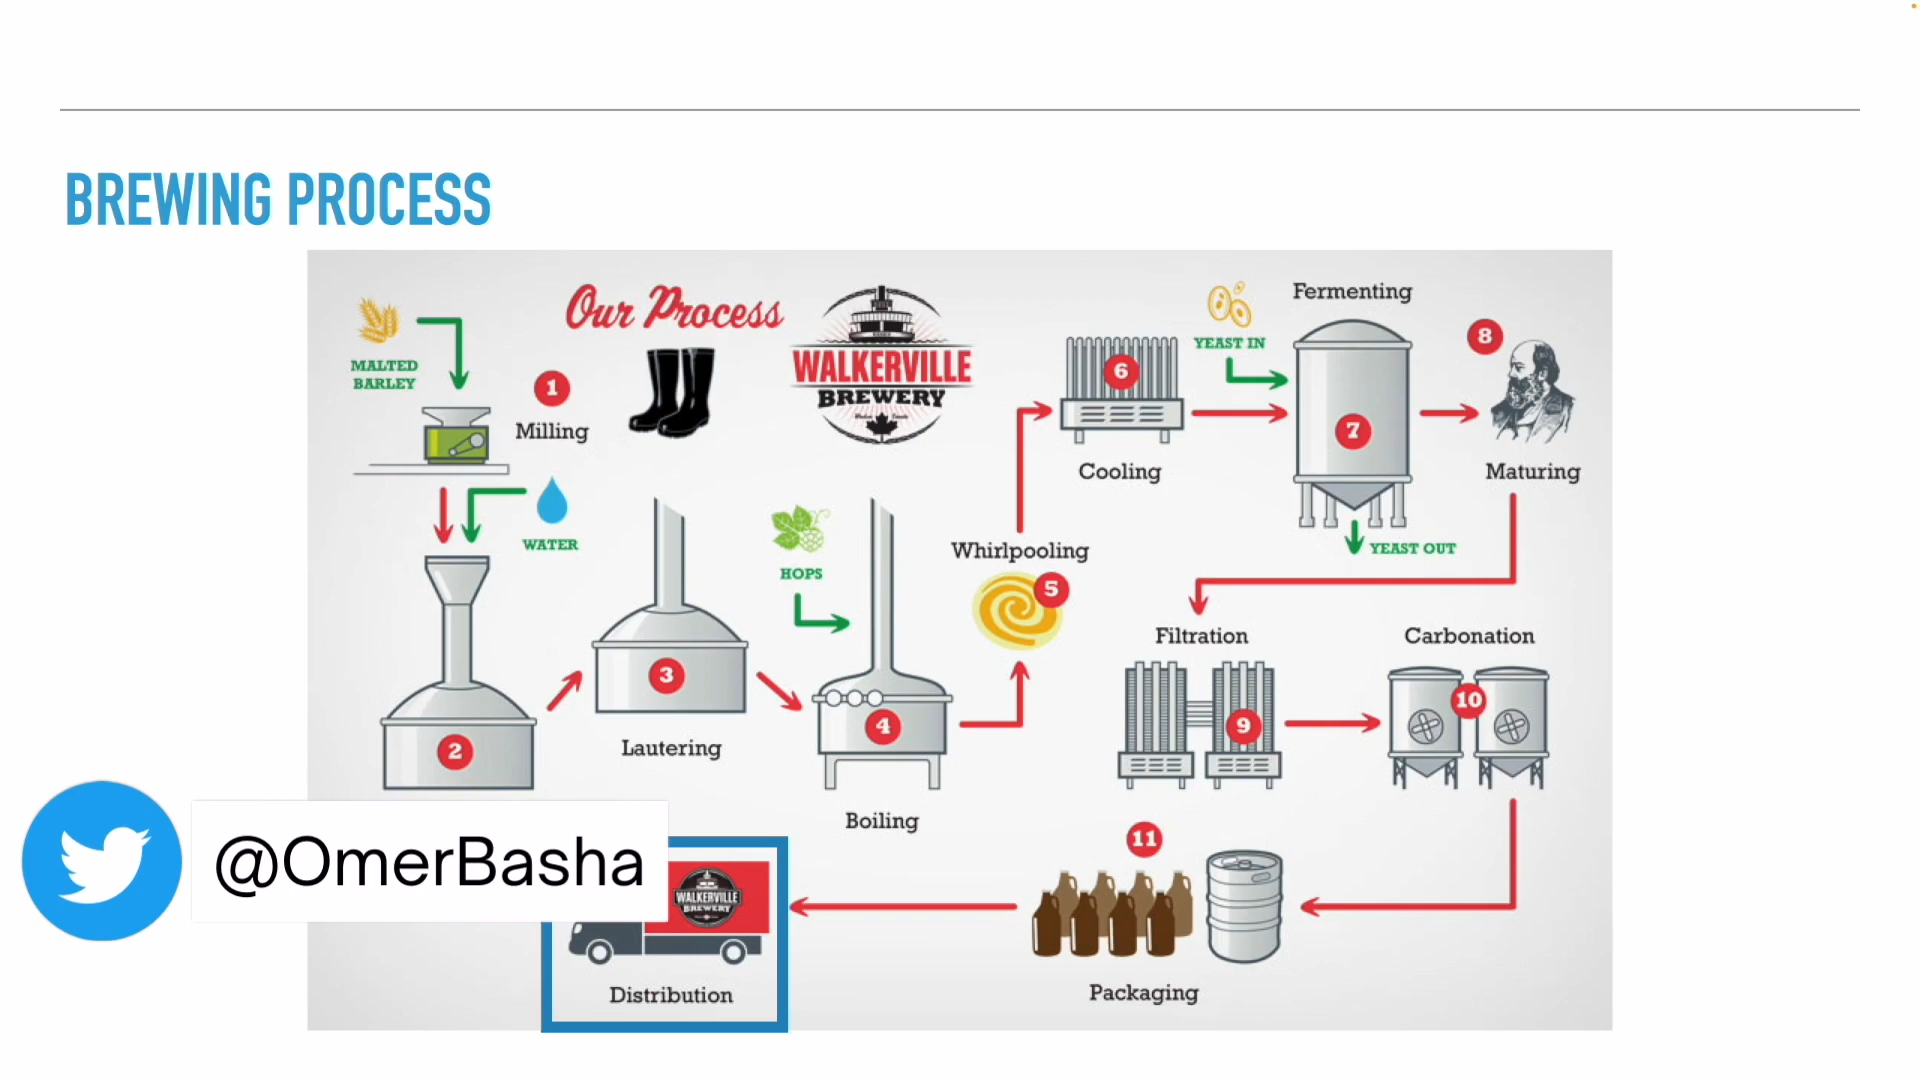 BREWING PROCESS
Our Process
WALKERVILLE
BREWERY
MALTED
BARLEY
1
Milling
WATER
2
3
Lautering
HOPS
4
Boiling
Whirlpooling
5
6
Cooling
YEAST IN
Fermenting
7
YEAST OUT
8
Maturing
Filtration
9
Carbonation
10
11
Packaging
WALKERVILLE
BREWERY
Distribution
@OmerBasha